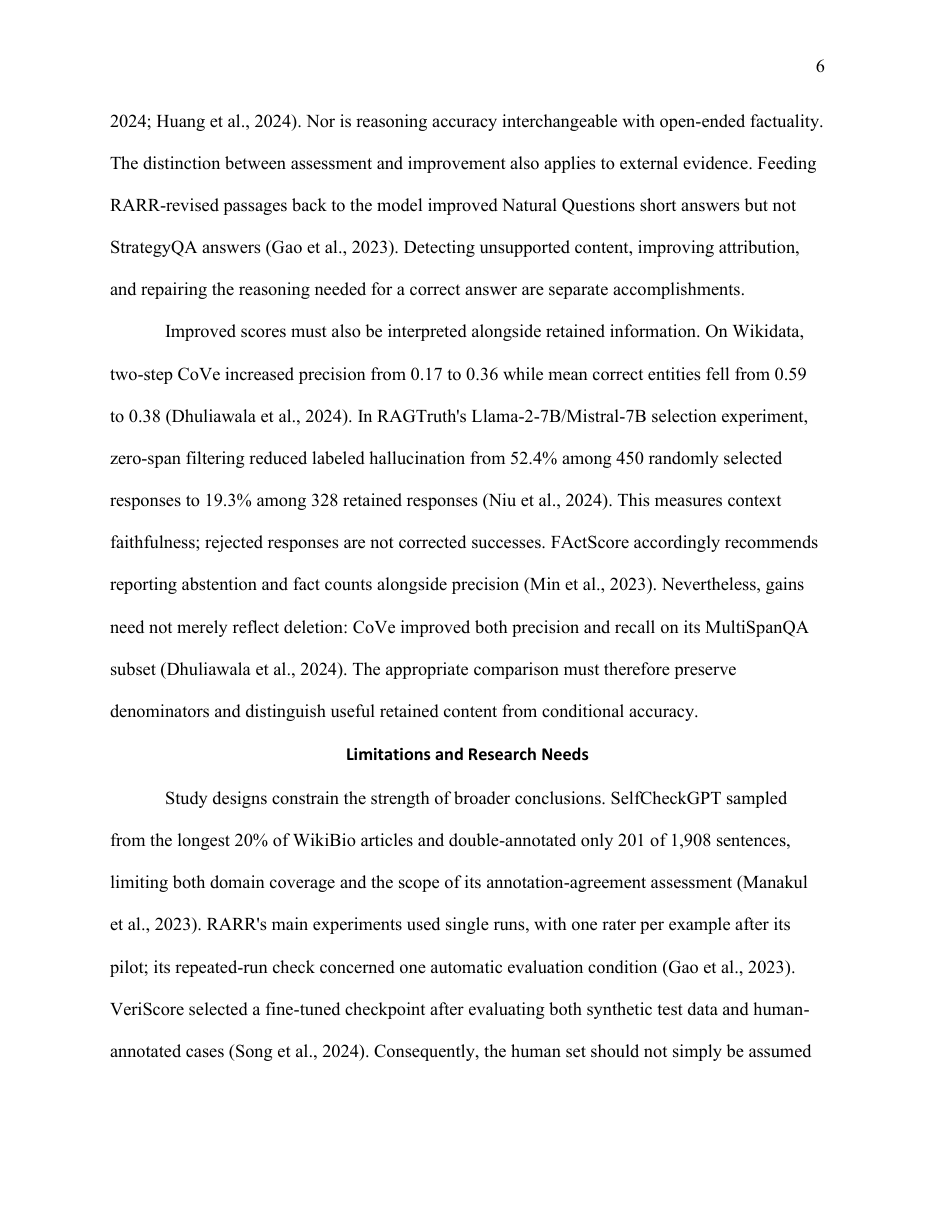 6
2024; Huang et al., 2024). Nor is reasoning accuracy interchangeable with open-ended factuality.
The distinction between assessment and improvement also applies to external evidence. Feeding
RARR-revised passages back to the model improved Natural Questions short answers but not
StrategyQA answers (Gao et al., 2023). Detecting unsupported content, improving attribution,
and repairing the reasoning needed for a correct answer are separate accomplishments.
Improved scores must also be interpreted alongside retained information. On Wikidata,
two-step CoVe increased precision from 0.17 to 0.36 while mean correct entities fell from 0.59
to 0.38 (Dhuliawala et al., 2024). In RAGTruth's Llama-2-7B/Mistral-7B selection experiment,
zero-span filtering reduced labeled hallucination from 52.4% among 450 randomly selected
responses to 19.3% among 328 retained responses (Niu et al., 2024). This measures context
faithfulness; rejected responses are not corrected successes. FActScore accordingly recommends
reporting abstention and fact counts alongside precision (Min et al., 2023). Nevertheless, gains
need not merely reflect deletion: CoVe improved both precision and recall on its MultiSpanQA
subset (Dhuliawala et al., 2024). The appropriate comparison must therefore preserve
denominators and distinguish useful retained content from conditional accuracy.
Limitations and Research Needs
Study designs constrain the strength of broader conclusions. SelfCheckGPT sampled
from the longest 20% of WikiBio articles and double-annotated only 201 of 1,908 sentences,
limiting both domain coverage and the scope of its annotation-agreement assessment (Manakul
et al., 2023). RARR's main experiments used single runs, with one rater per example after its
pilot; its repeated-run check concerned one automatic evaluation condition (Gao et al., 2023).
VeriScore selected a fine-tuned checkpoint after evaluating both synthetic test data and human-
annotated cases (Song et al., 2024). Consequently, the human set should not simply be assumed